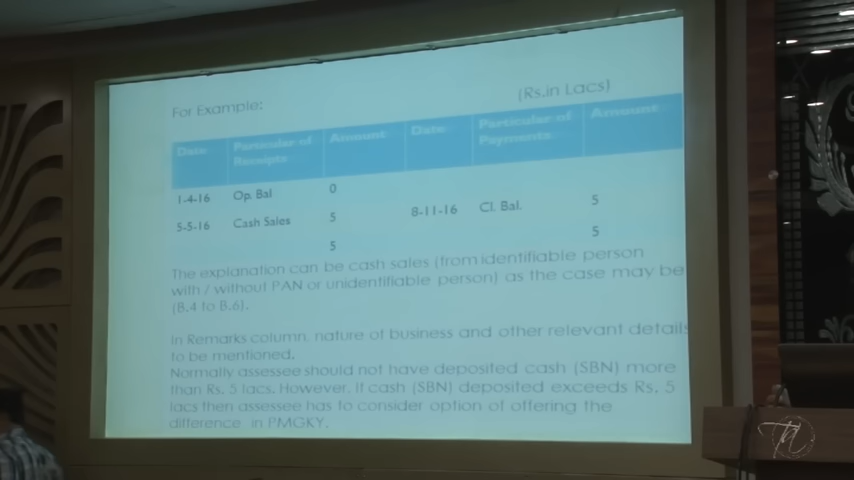 For Example:
(Rs.in Lacs)
Date Particular of Receipts Amount Date Particular of Payments Amount
1-4-16 Op. Bal 0
5-5-16 Cash Sales 5 8-11-16 Cl. Bal. 5
5 5
The explanation can be cash sales (from identifiable person
with / without PAN or unidentifiable person) as the case may be
(8.4 to 8.6).
In Remarks column, nature of business and other relevant details
to be mentioned.
Normally assessee should not have deposited cash (SBN) more
than Rs. 5 lacs. However, if cash (SBN) deposited exceeds Rs. 5
lacs then assessee has to consider option of offering the
difference in PMGKY.